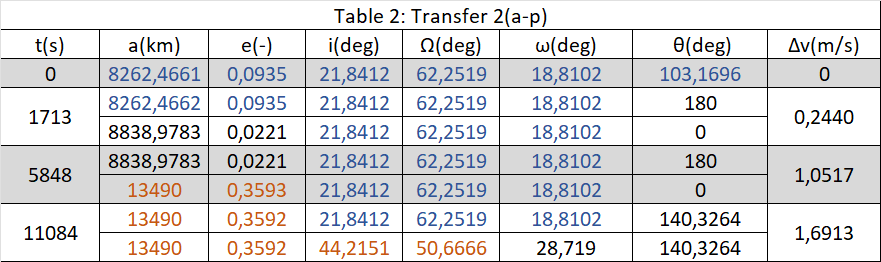 Table 2: Transfer 2(a-p)
t(s) a(km) e(-) i(deg) Ω(deg) ω(deg) θ(deg) Δv(m/s)
0 8262,4661 0,0935 21,8412 62,2519 18,8102 103,1696 0
1713 8262,4662 0,0935 21,8412 62,2519 18,8102 180 0,2440
8838,9783 0,0221 21,8412 62,2519 18,8102 0
5848 8838,9783 0,0221 21,8412 62,2519 18,8102 180 1,0517
13490 0,3593 21,8412 62,2519 18,8102 0
11084 13490 0,3592 21,8412 62,2519 18,8102 140,3264 1,6913
13490 0,3592 44,2151 50,6666 28,719 140,3264